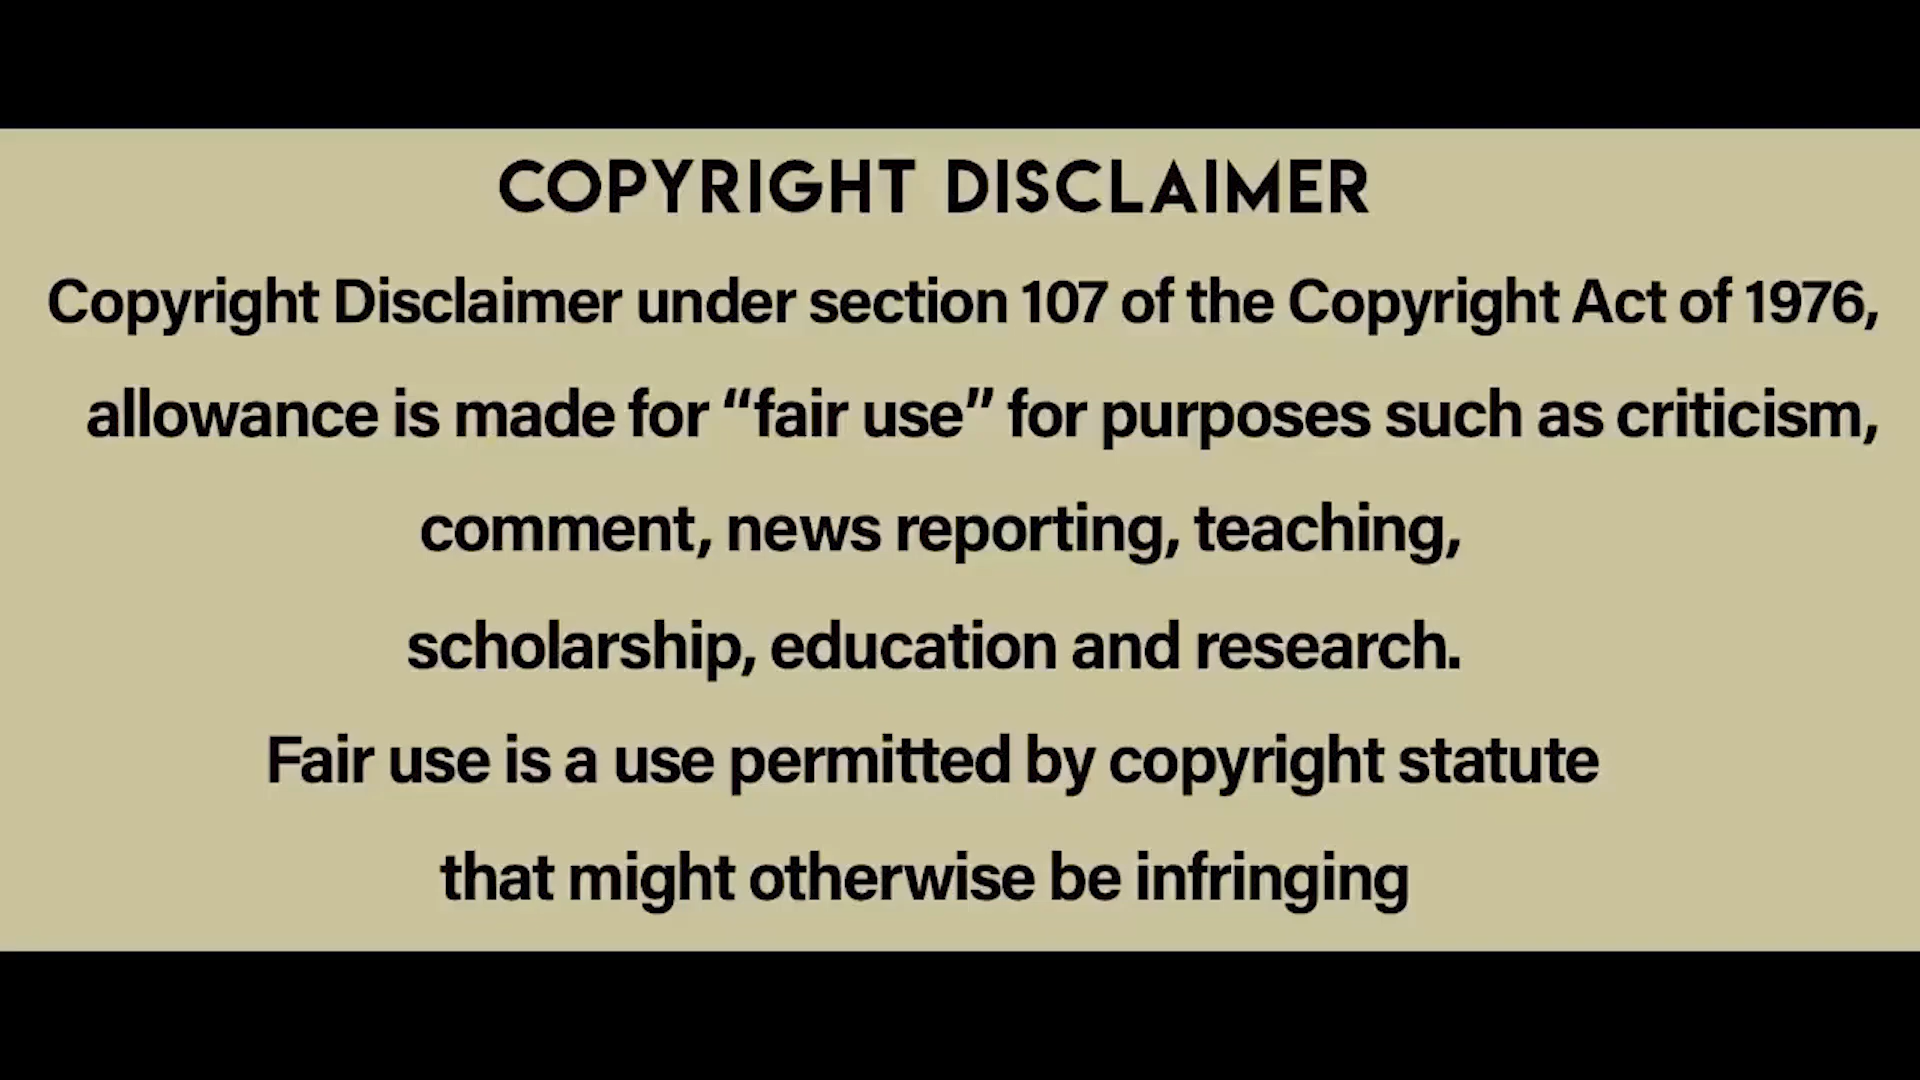 COPYRIGHT DISCLAIMER
Copyright Disclaimer under section 107 of the Copyright Act of 1976,
allowance is made for “fair use” for purposes such as criticism,
comment, news reporting, teaching,
scholarship, education and research.
Fair use is a use permitted by copyright statute
that might otherwise be infringing